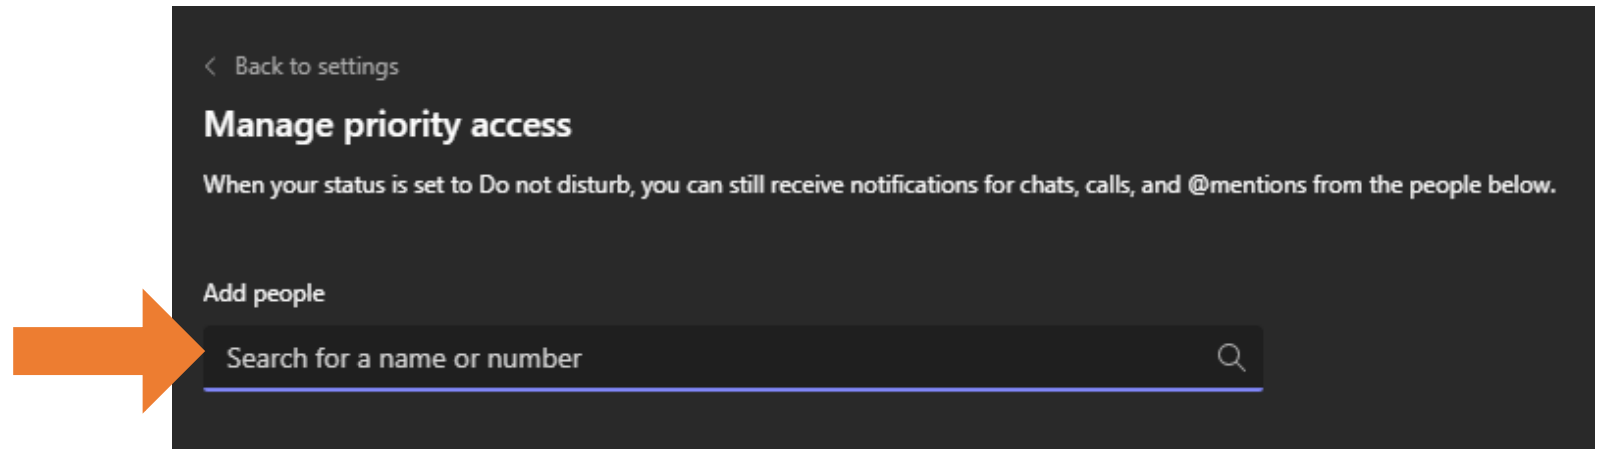 Back to settings
Manage priority access
When your status is set to Do not disturb, you can still receive notifications for chats, calls, and @mentions from the people below.
Add people
Search for a name or number